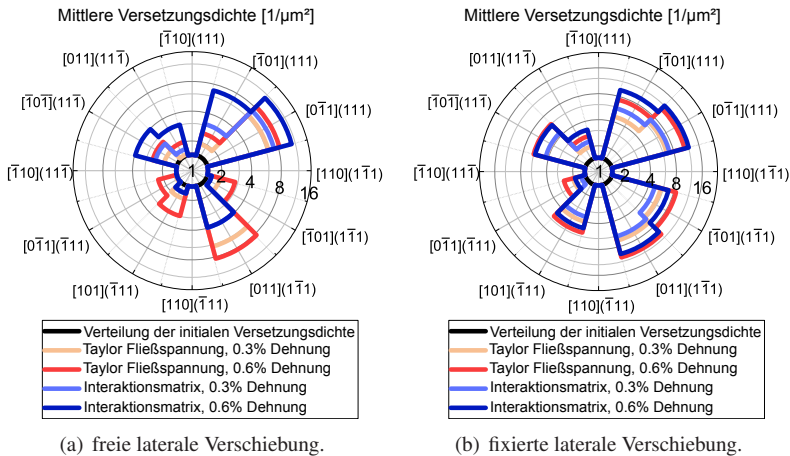 Mittlere Versetzungsdichte [1/µm²]
[1̅10](111)
[011](111̅)
[1̅01](111)
[1̅01̅](111̅)
[01̅1](111)
[1̅10](111̅)
[110](11̅1)
1 2 4 8 16
[01̅1](1̅11)
[1̅01](11̅1)
[101](1̅11)
[011](11̅1)
[110](1̅11)
Verteilung der initialen Versetzungsdichte
Taylor Fließspannung, 0.3% Dehnung
Taylor Fließspannung, 0.6% Dehnung
Interaktionsmatrix, 0.3% Dehnung
Interaktionsmatrix, 0.6% Dehnung
(a) freie laterale Verschiebung.
Mittlere Versetzungsdichte [1/µm²]
[1̅10](111)
[011](111̅)
[1̅01](111)
[1̅01̅](111̅)
[01̅1](111)
[1̅10](111̅)
[110](11̅1)
1 2 4 8 16
[01̅1](1̅11)
[1̅01](11̅1)
[101](1̅11)
[011](11̅1)
[110](1̅11)
Verteilung der initialen Versetzungsdichte
Taylor Fließspannung, 0.3% Dehnung
Taylor Fließspannung, 0.6% Dehnung
Interaktionsmatrix, 0.3% Dehnung
Interaktionsmatrix, 0.6% Dehnung
(b) fixierte laterale Verschiebung.